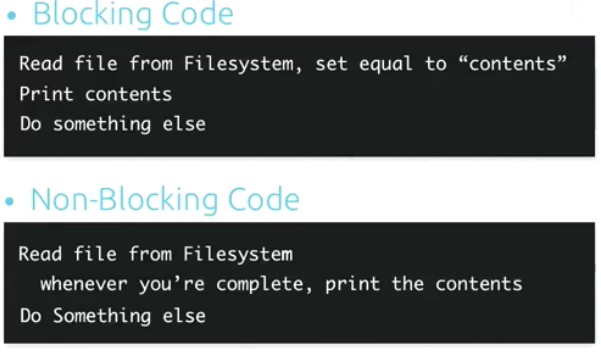 • Blocking Code
Read file from Filesystem, set equal to “contents”
Print contents
Do something else
• Non-Blocking Code
Read file from Filesystem
whenever you’re complete, print the contents
Do Something else